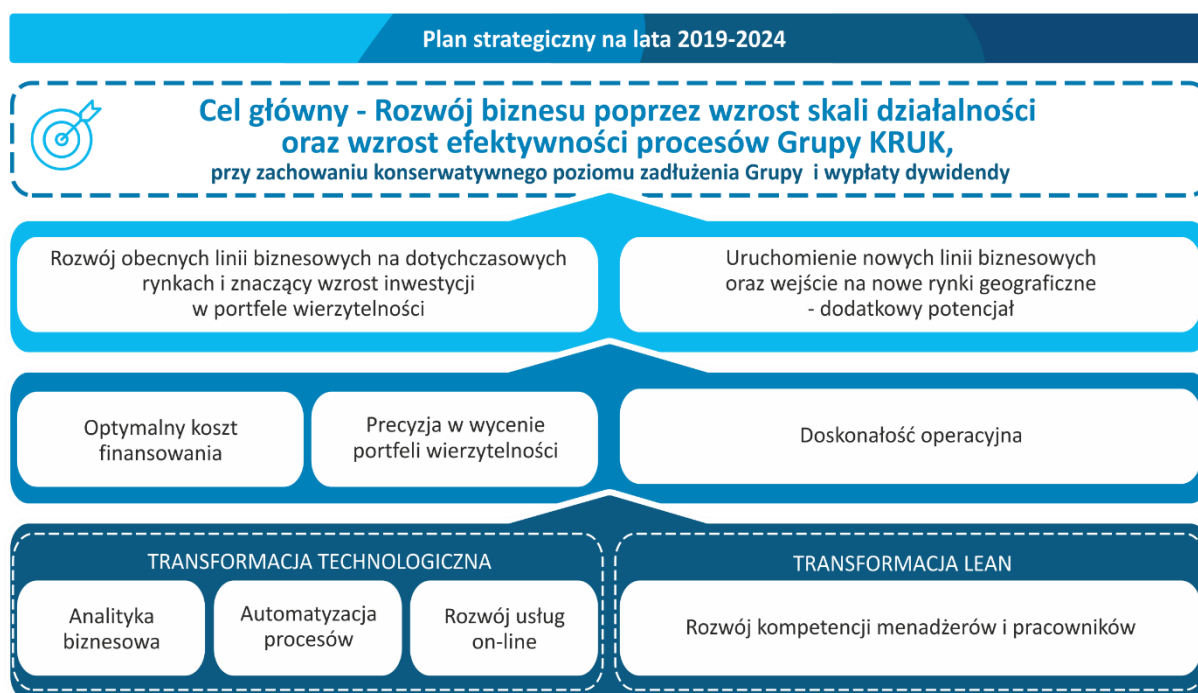 Plan strategiczny na lata 2019-2024
Cel główny - Rozwój biznesu poprzez wzrost skali działalności
oraz wzrost efektywności procesów Grupy KRUK,
przy zachowaniu konserwatywnego poziomu zadłużenia Grupy i wypłaty dywidendy
Rozwój obecnych linii biznesowych na dotychczasowych
rynkach i znaczący wzrost inwestycji
w portfele wierzytelności
Uruchomienie nowych linii biznesowych
oraz wejście na nowe rynki geograficzne
- dodatkowy potencjał
Optymalny koszt
finansowania
Precyzja w wycenie
portfeli wierzytelności
Doskonałość operacyjna
TRANSFORMACJA TECHNOLOGICZNA
Analityka
biznesowa
Automatyzacja
procesów
Rozwój usług
on-line
TRANSFORMACJA LEAN
Rozwój kompetencji menadżerów i pracowników